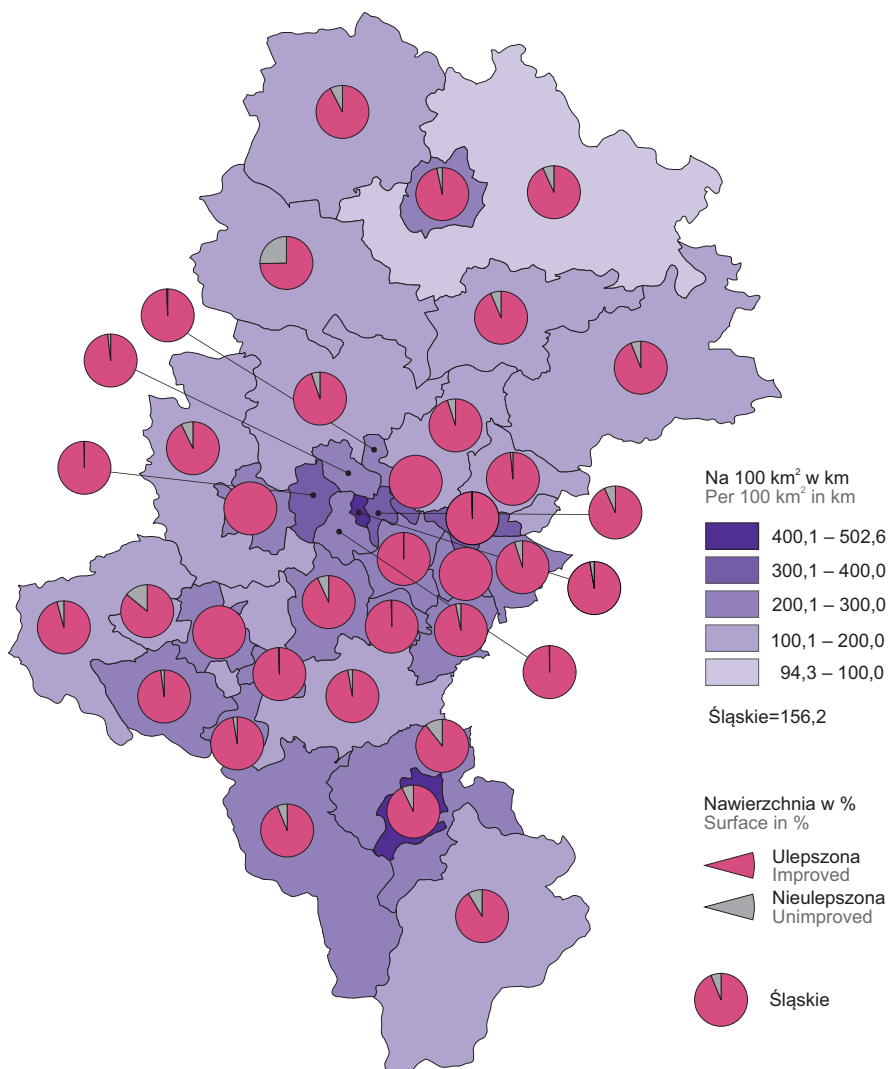 Na 100 km² w km
Per 100 km² in km
400,1 – 502,6
300,1 – 400,0
200,1 – 300,0
100,1 – 200,0
94,3 – 100,0
Śląskie=156,2
Nawierzchnia w %
Surface in %
Ulepszona
Improved
Nieulepszona
Unimproved
Śląskie